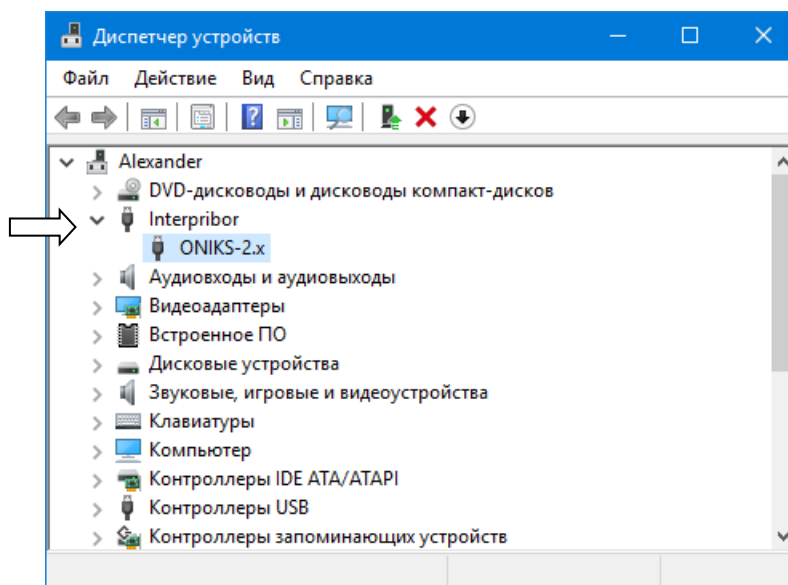 Диспетчер устройств
Файл Действие Вид Справка
Alexander
DVD-дисководы и дисководы компакт-дисков
Interpribor
ONIKS-2.x
Аудиовходы и аудиовыходы
Видеоадаптеры
Встроенное ПО
Дисковые устройства
Звуковые, игровые и видеоустройства
Клавиатуры
Компьютер
Контроллеры IDE ATA/ATAPI
Контроллеры USB
Контроллеры запоминающих устройств